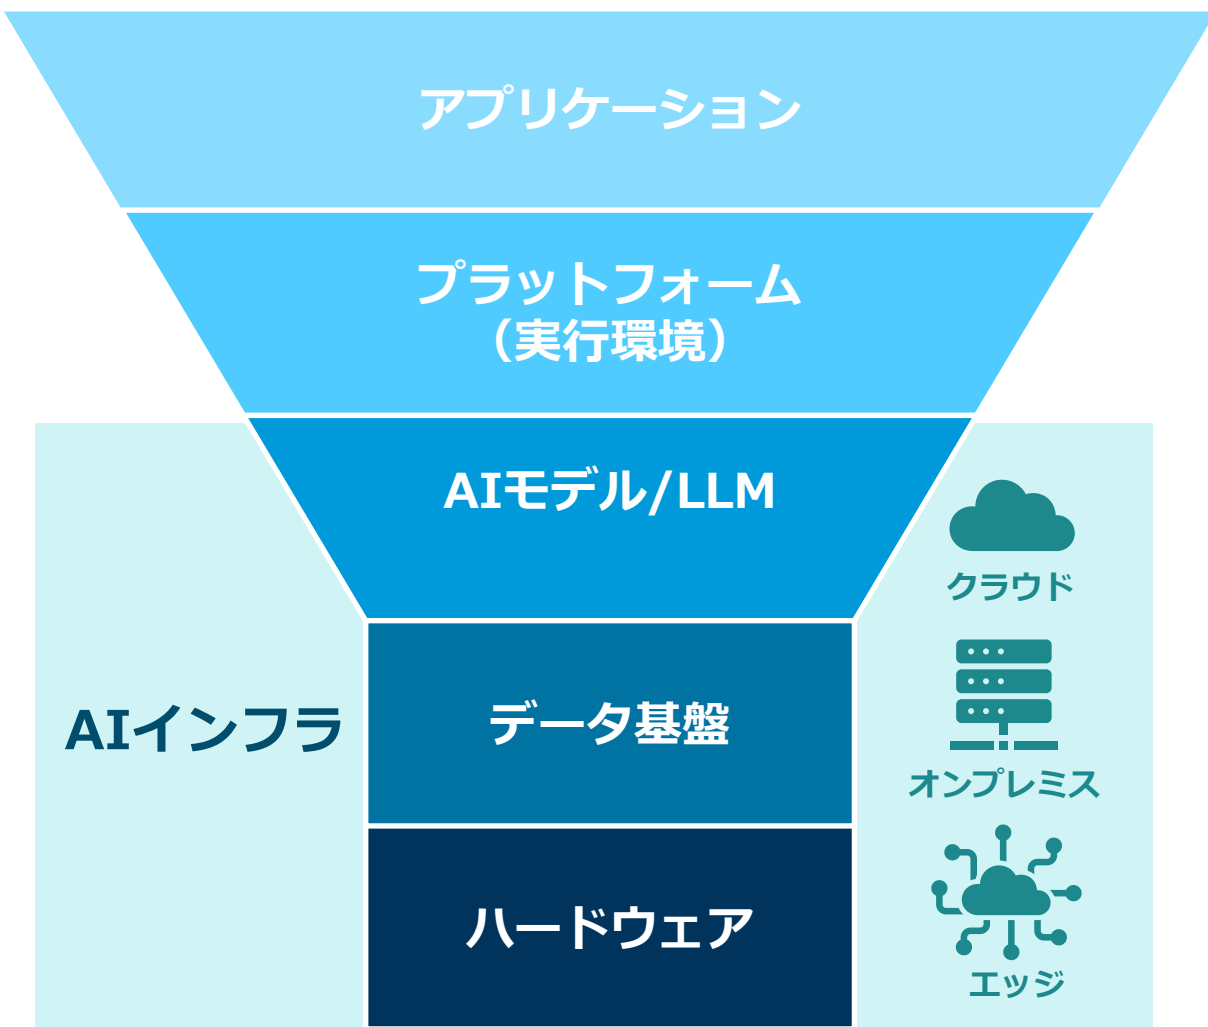 アプリケーション
プラットフォーム
（実行環境）
AIモデル/LLM
クラウド
AIインフラ
データ基盤
オンプレミス
ハードウェア
エッジ